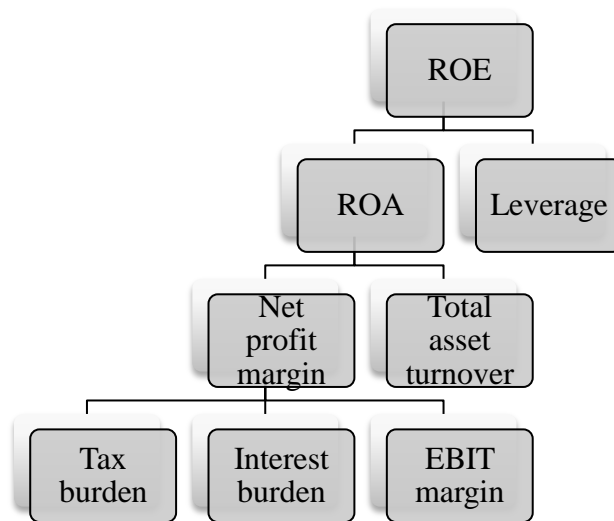 ROE
ROA
Leverage
Net
profit
margin
Total
asset
turnover
Tax
burden
Interest
burden
EBIT
margin